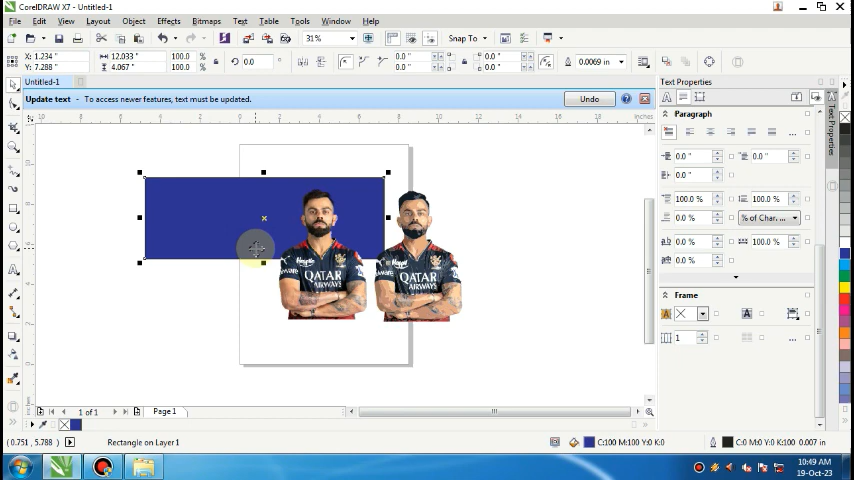 CorelDRAW X7 - Untitled-1
File Edit View Layout Object Effects Bitmaps Text Table Tools Window Help
31% Snap To
X: 1.234 " 12.033 " 100.0 % 0.0 0.0 " 0.0 " 0.0069 in
Y: 7.288 " 4.067 " 100.0 % 0.0 " 0.0 "
Untitled-1
Update text - To access newer features, text must be updated. Undo
inches
Text Properties
Paragraph
0.0 " 0.0 "
0.0 "
100.0 % 100.0 %
0.0 % % of Char...
0.0 % 100.0 %
0.0 %
Frame
1
Text Properties
QATAR
AIRWAYS
QATAR
AIRWAYS
1 of 1 Page 1
(0.751, 5.788) Rectangle on Layer 1 C:100 M:100 Y:0 K:0 C:0 M:0 Y:0 K:100 0.007 in
10:49 AM
19-Oct-23